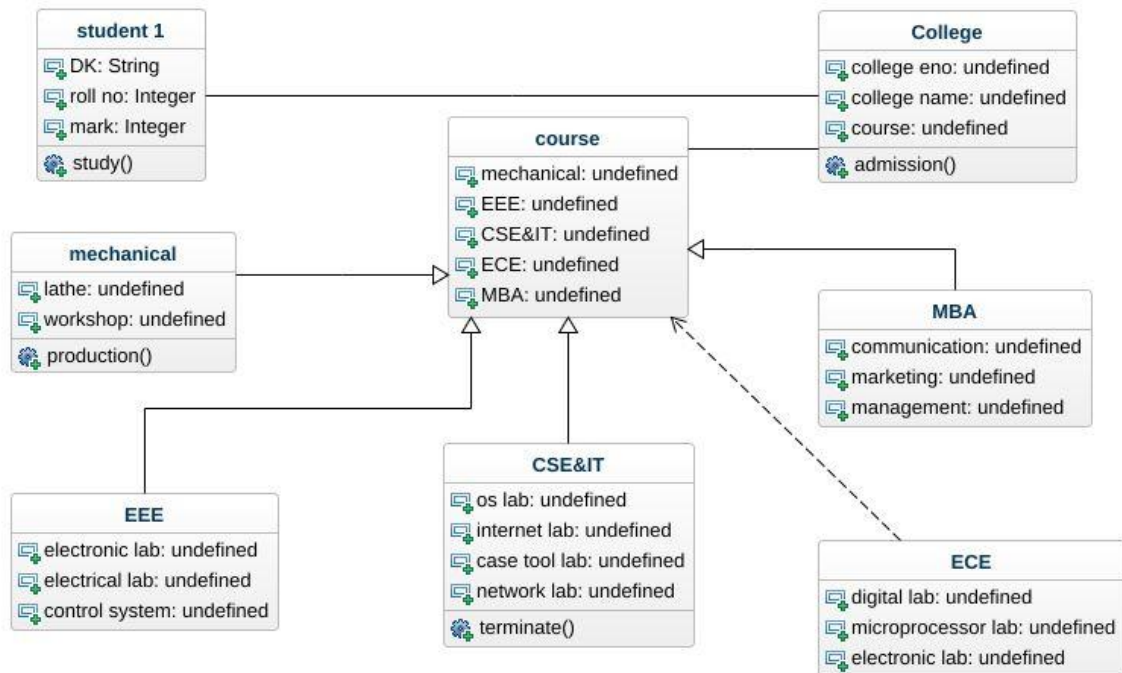 student 1
DK: String
roll no: Integer
mark: Integer
study()
College
college eno: undefined
college name: undefined
course: undefined
admission()
course
mechanical: undefined
EEE: undefined
CSE&IT: undefined
ECE: undefined
MBA: undefined
mechanical
lathe: undefined
workshop: undefined
production()
MBA
communication: undefined
marketing: undefined
management: undefined
EEE
electronic lab: undefined
electrical lab: undefined
control system: undefined
CSE&IT
os lab: undefined
internet lab: undefined
case tool lab: undefined
network lab: undefined
terminate()
ECE
digital lab: undefined
microprocessor lab: undefined
electronic lab: undefined